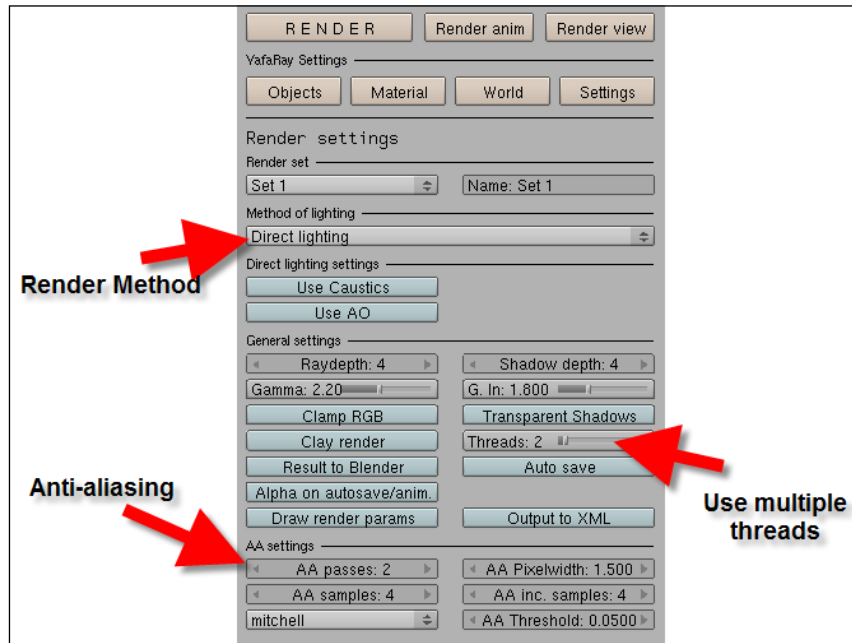 RENDER Render anim Render view
YafaRay Settings
Objects Material World Settings
Render settings
Render set
Set 1 Name: Set 1
Method of lighting
Direct lighting
Render Method
Direct lighting settings
Use Caustics
Use AO
General settings
Raydepth: 4 Shadow depth: 4
Gamma: 2.20 G. In: 1.800
Clamp RGB Transparent Shadows
Clay render Threads: 2
Result to Blender Auto save
Alpha on autosave/anim.
Draw render params Output to XML
Anti-aliasing
Use multiple
threads
AA settings
AA passes: 2 AA Pixelwidth: 1.500
AA samples: 4 AA inc. samples: 4
mitchell AA Threshold: 0.0500